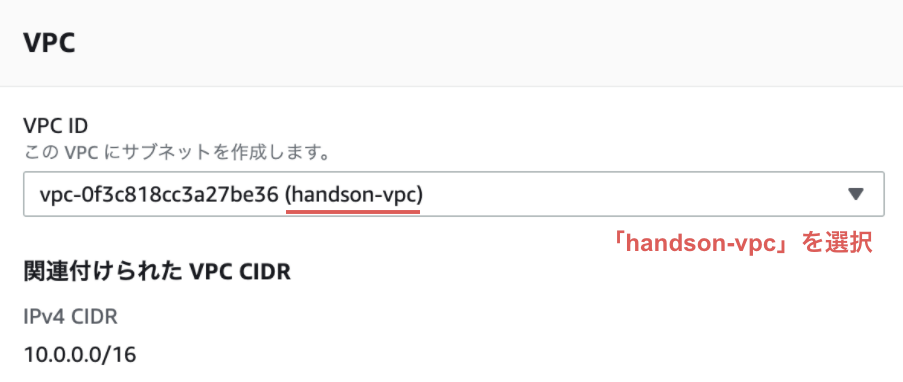 VPC
VPC ID
この VPC にサブネットを作成します。
vpc-0f3c818cc3a27be36 (handson-vpc)
「handson-vpc」を選択
関連付けられた VPC CIDR
IPv4 CIDR
10.0.0.0/16